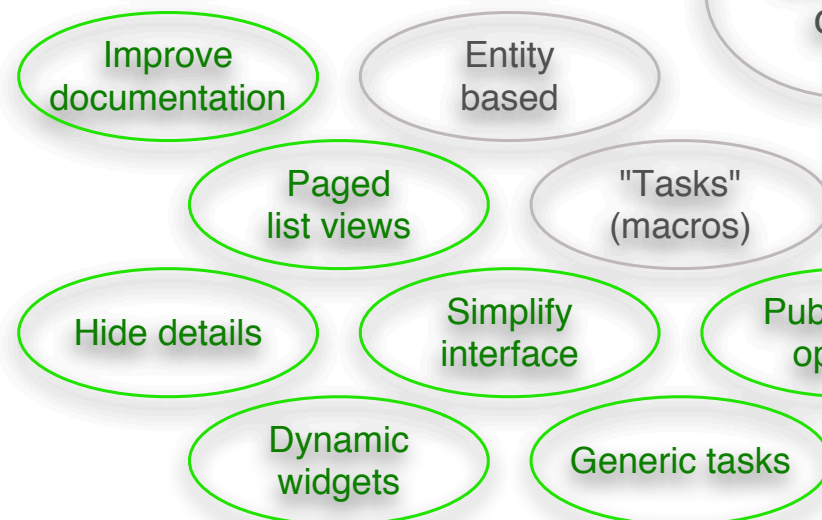 Improve
documentation
Entity
based
Paged
list views
"Tasks"
(macros)
Hide details
Simplify
interface
Dynamic
widgets
Generic tasks